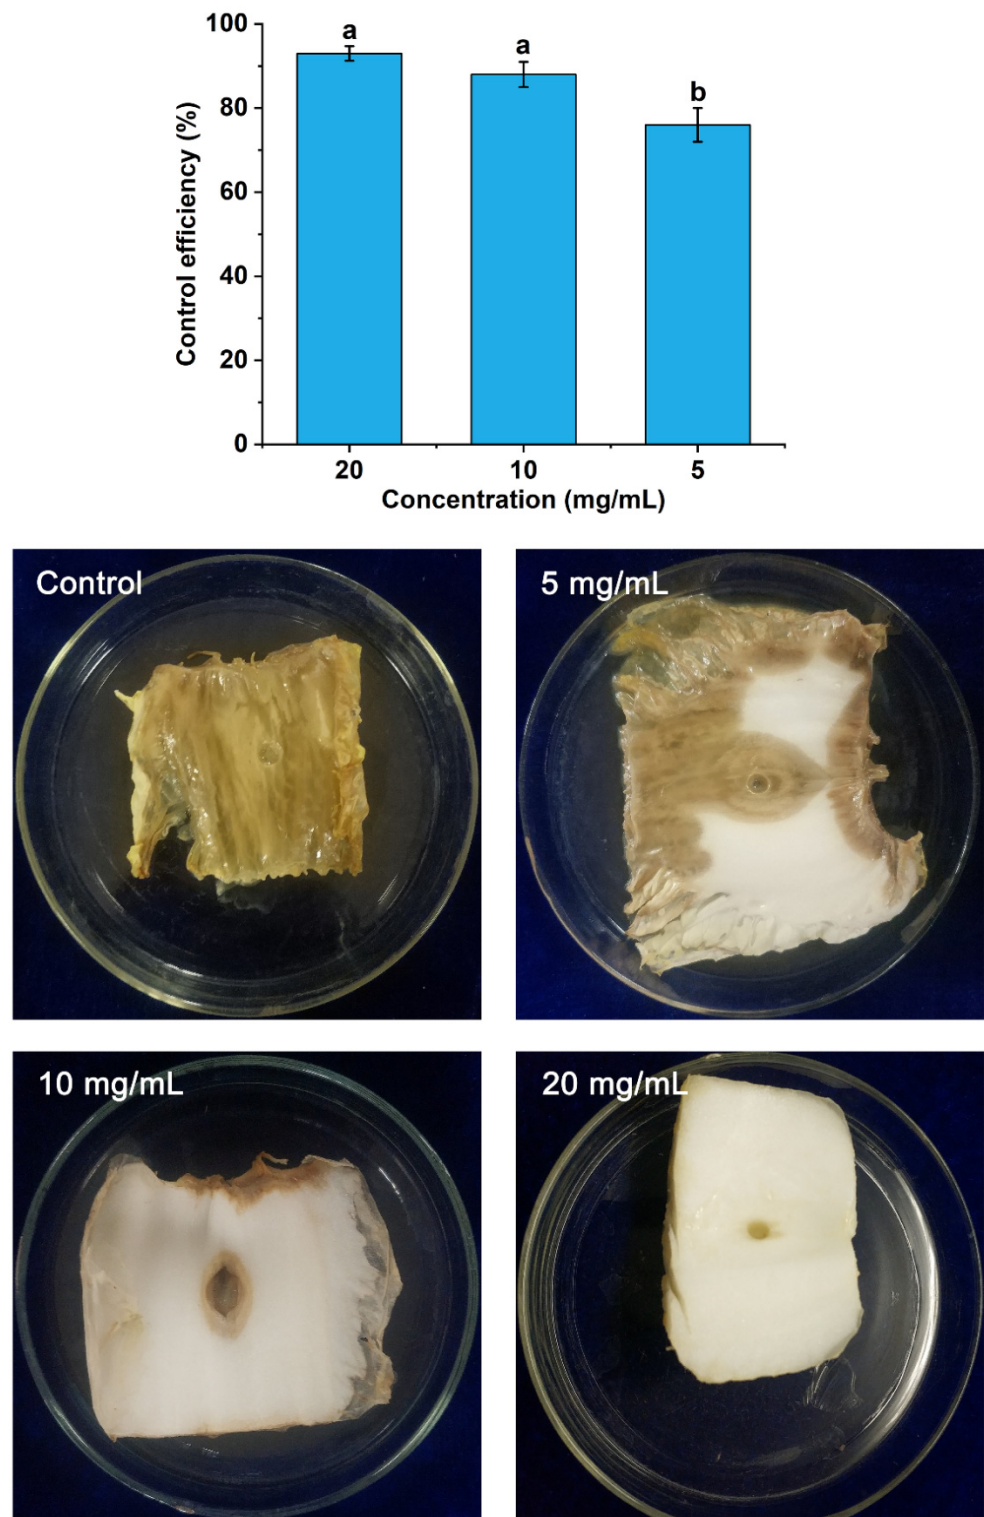 100
80
60
40
20
0
Control efficiency (%)
a
a
b
20
10
5
Concentration (mg/mL)
Control
5 mg/mL
10 mg/mL
20 mg/mL